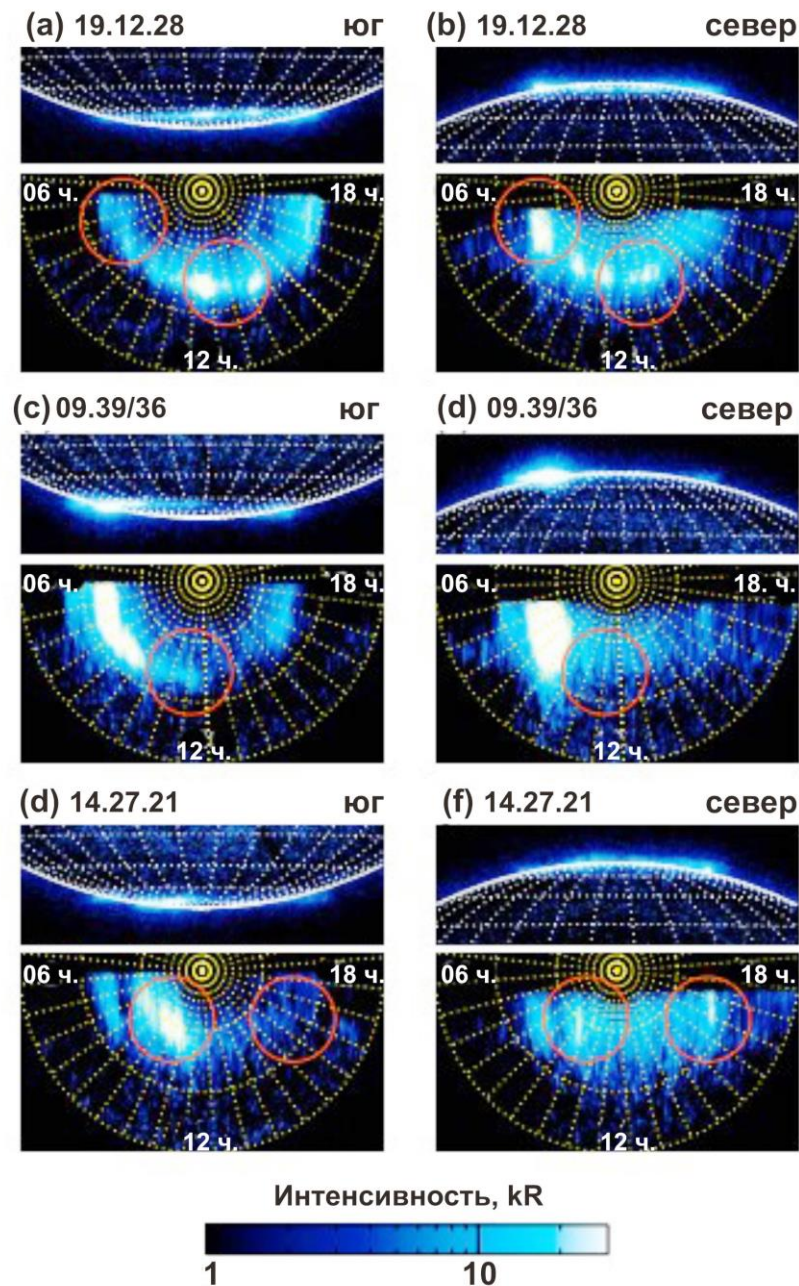 (a) 19.12.28 юг
(b) 19.12.28 север
06 ч. 18 ч.
12 ч.
06 ч. 18 ч.
12 ч.
(c) 09.39/36 юг
(d) 09.39/36 север
06 ч. 18 ч.
12 ч.
06 ч. 18. ч.
12 ч.
(d) 14.27.21 юг
(f) 14.27.21 север
06 ч. 18 ч.
12 ч.
06 ч. 18 ч.
12 ч.
Интенсивность, kR
1 10